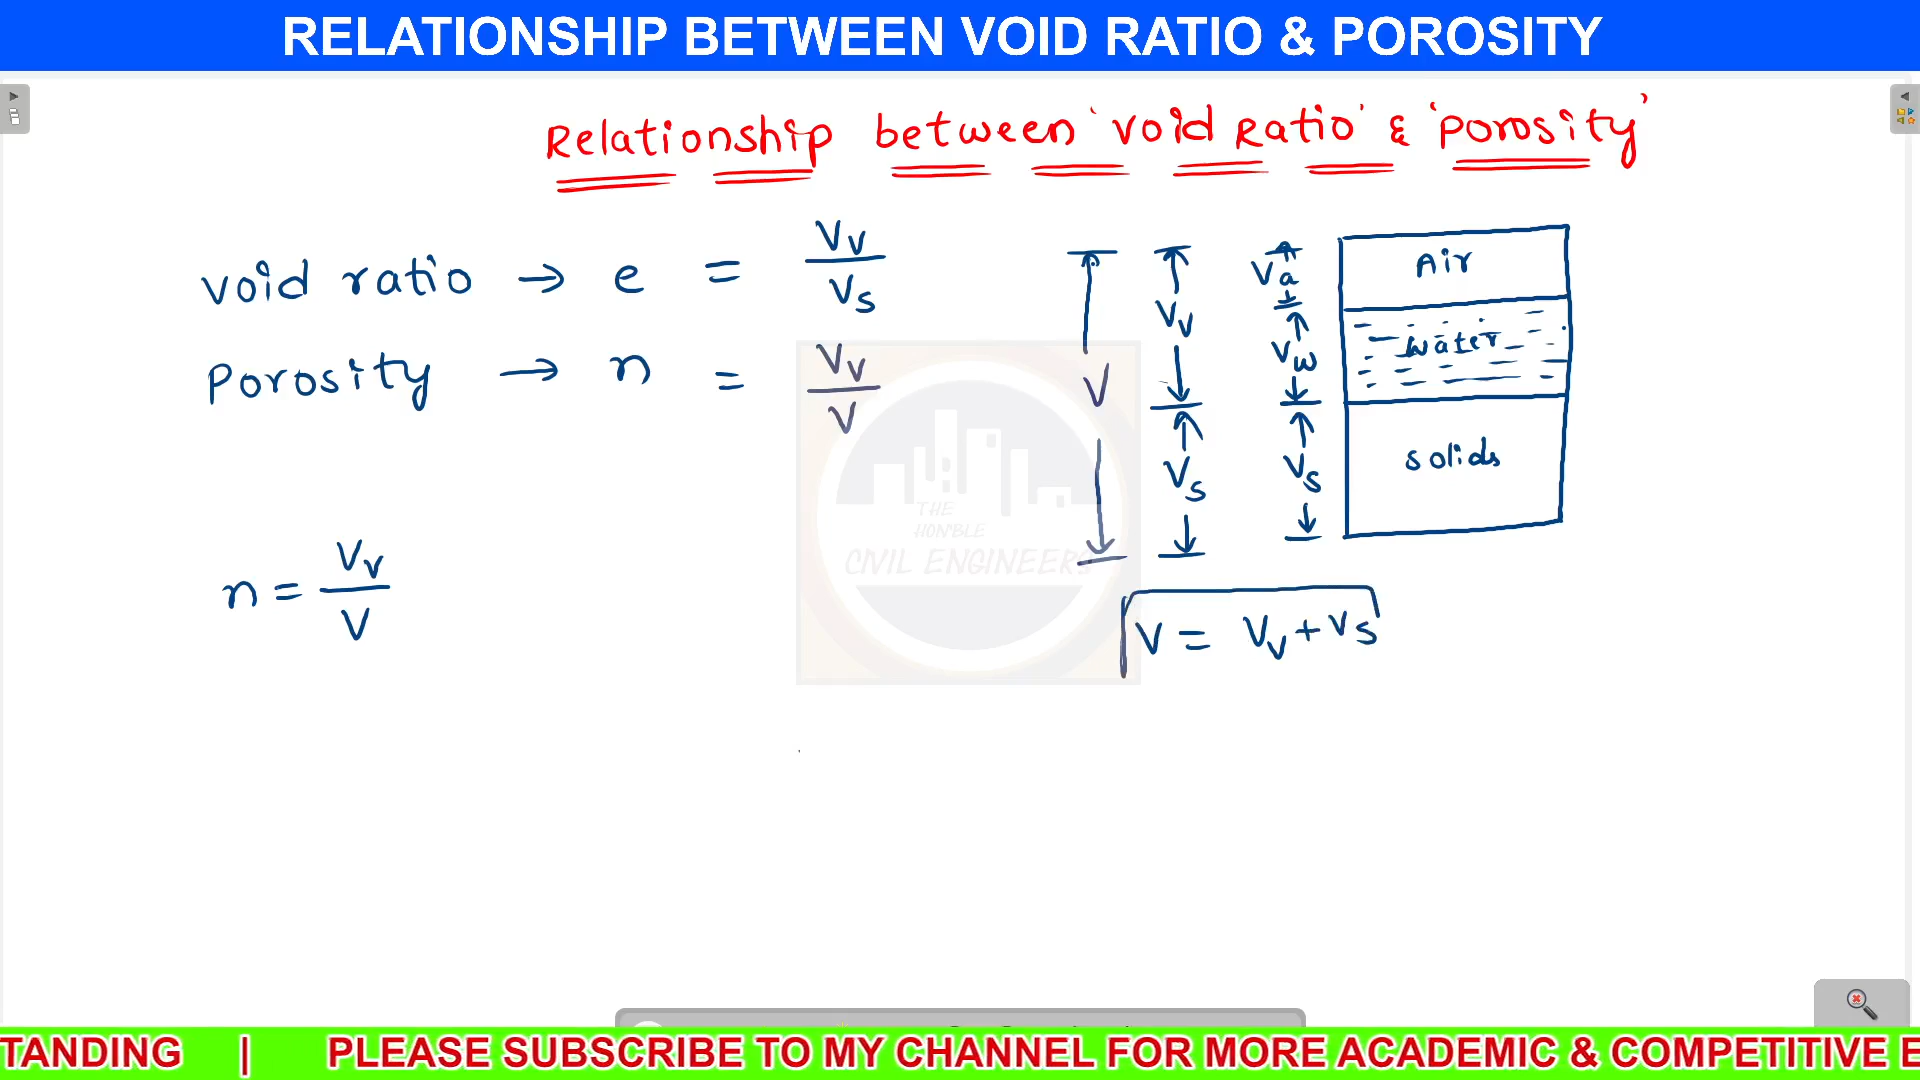 RELATIONSHIP BETWEEN VOID RATIO & POROSITY
Relationship between 'void Ratio' & 'Porosity'
void ratio → e = Vv/Vs
Porosity → n = Vv/V
V
Vv
Vs
Va
Vw
Vs
Air
water
solids
THE
HON'BLE
CIVIL ENGINEERS
n = Vv/V
V = Vv + Vs
TANDING | PLEASE SUBSCRIBE TO MY CHANNEL FOR MORE ACADEMIC & COMPETITIVE E